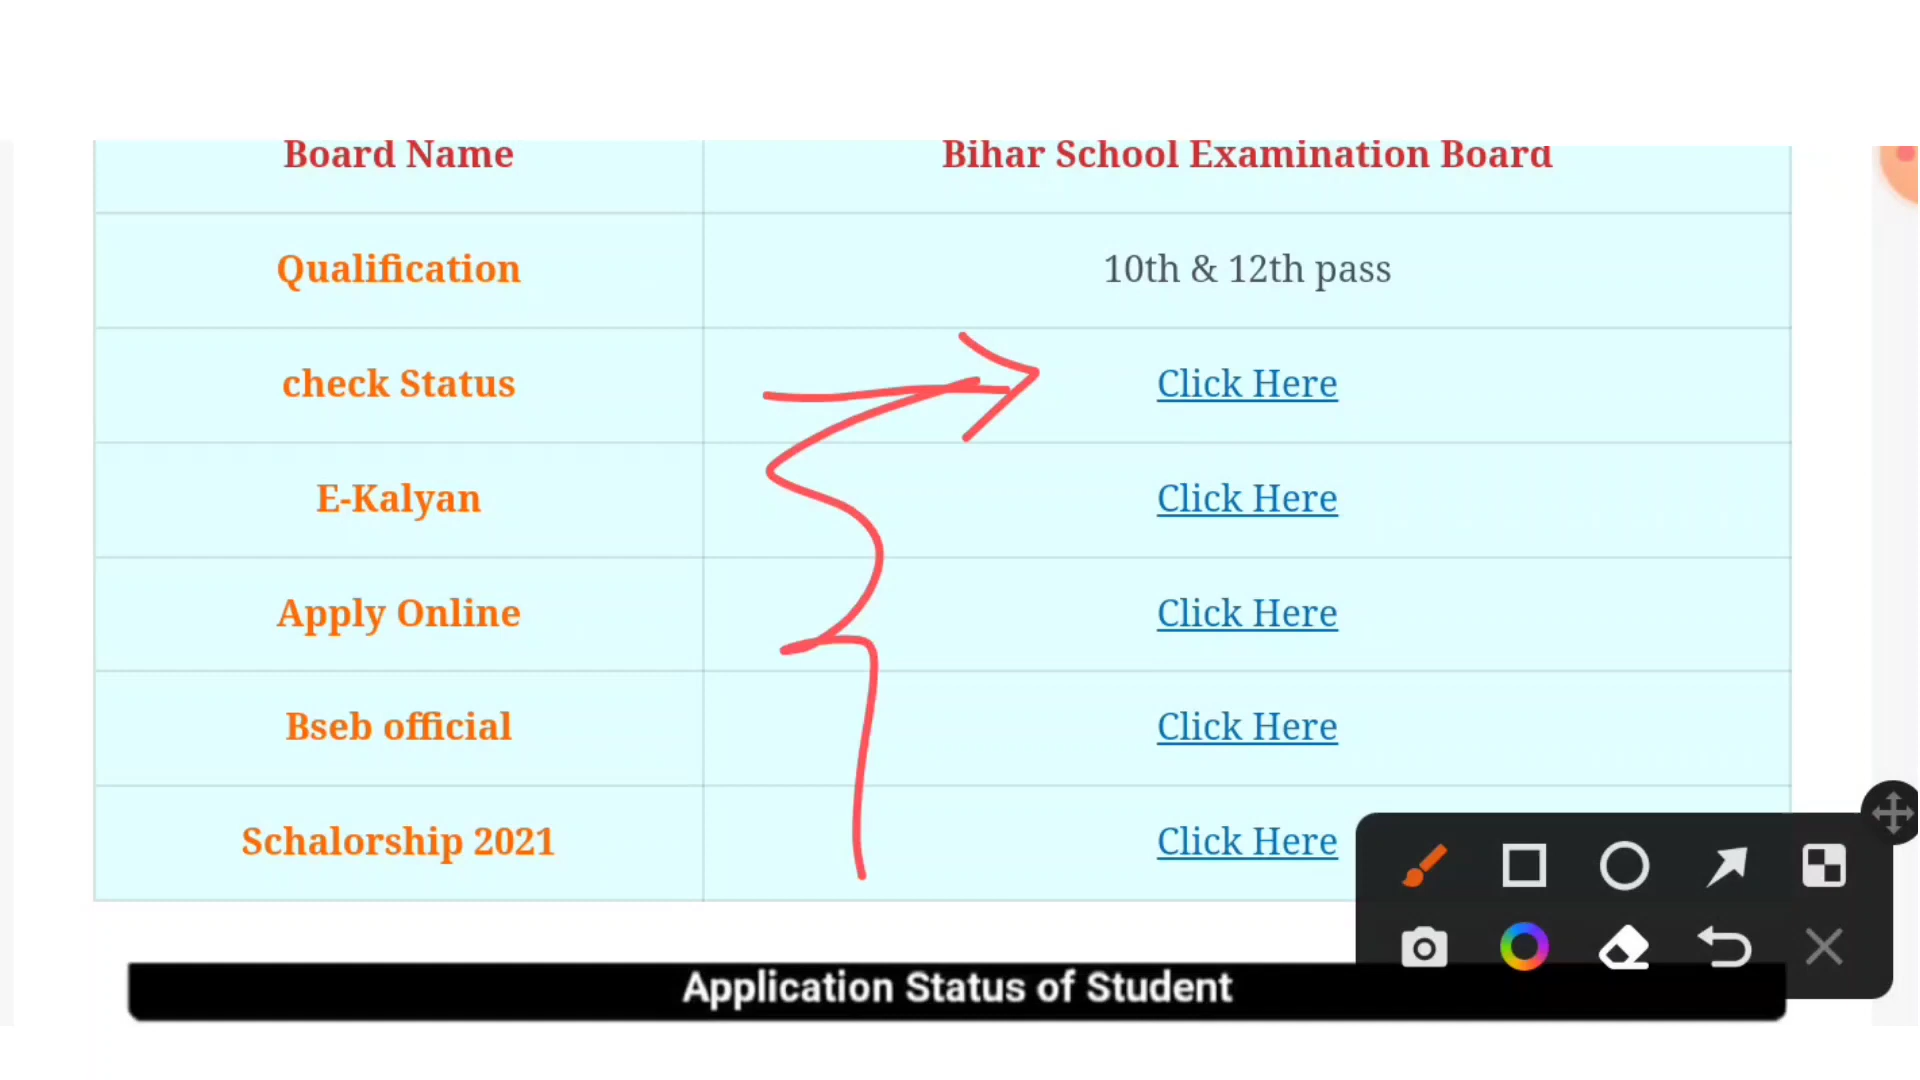 Board Name Bihar School Examination Board
Qualification 10th & 12th pass
check Status Click Here
E-Kalyan Click Here
Apply Online Click Here
Bseb official Click Here
Schalorship 2021 Click Here
Application Status of Student